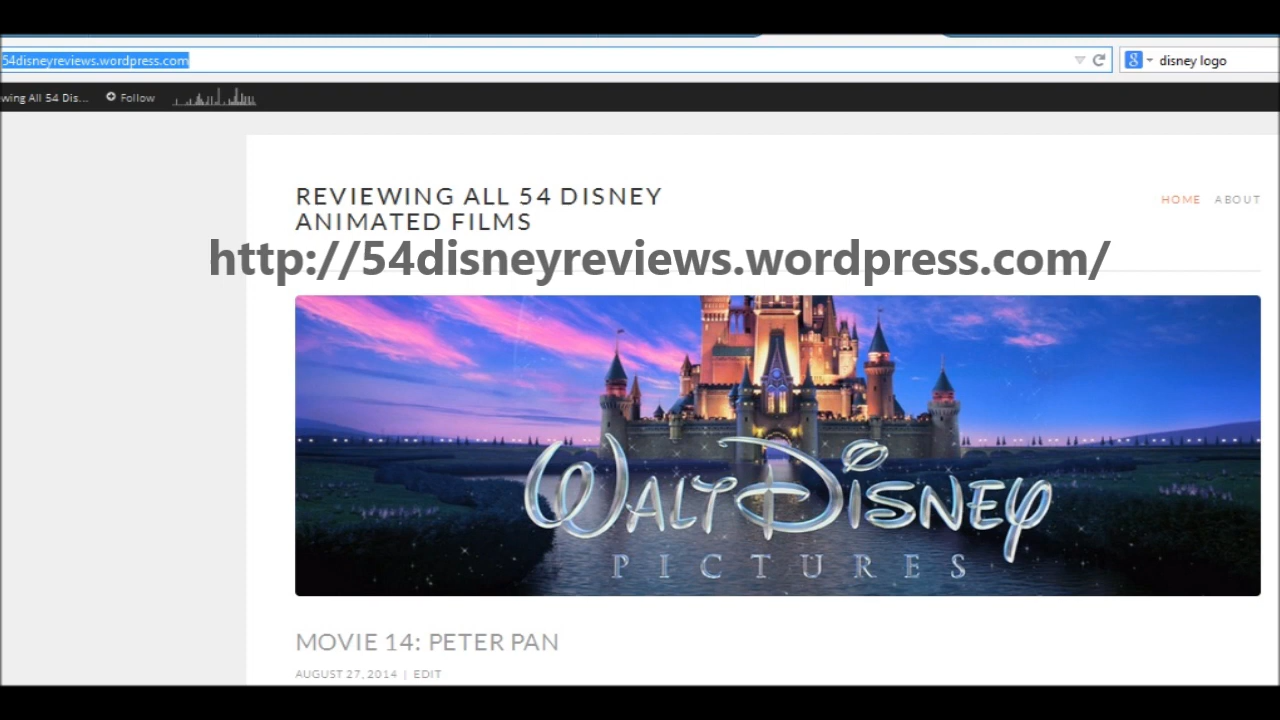 54disneyreviews.wordpress.com
8 disney logo
wing All 54 Dis... Follow
REVIEWING ALL 54 DISNEY
ANIMATED FILMS
HOME ABOUT
http://54disneyreviews.wordpress.com/
WALT DISNEY
PICTURES
MOVIE 14: PETER PAN
AUGUST 27, 2014 | EDIT